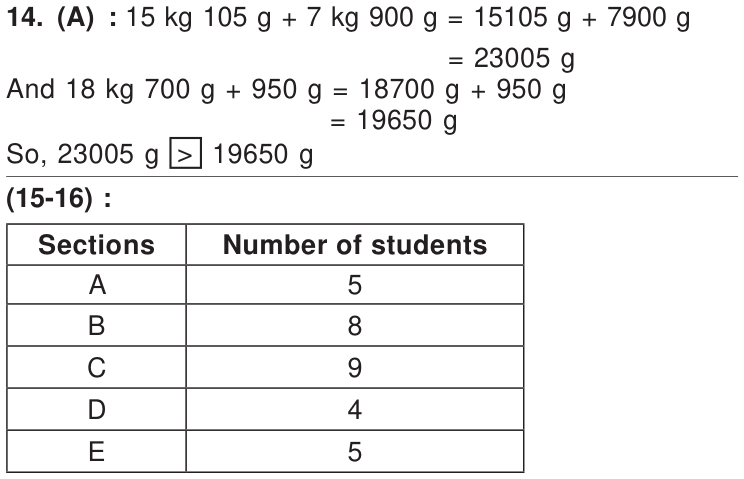 14. (A) : 15 kg 105 g + 7 kg 900 g = 15105 g + 7900 g
= 23005 g
And 18 kg 700 g + 950 g = 18700 g + 950 g
= 19650 g
So, 23005 g > 19650 g
(15-16) :
Sections Number of students
A 5
B 8
C 9
D 4
E 5